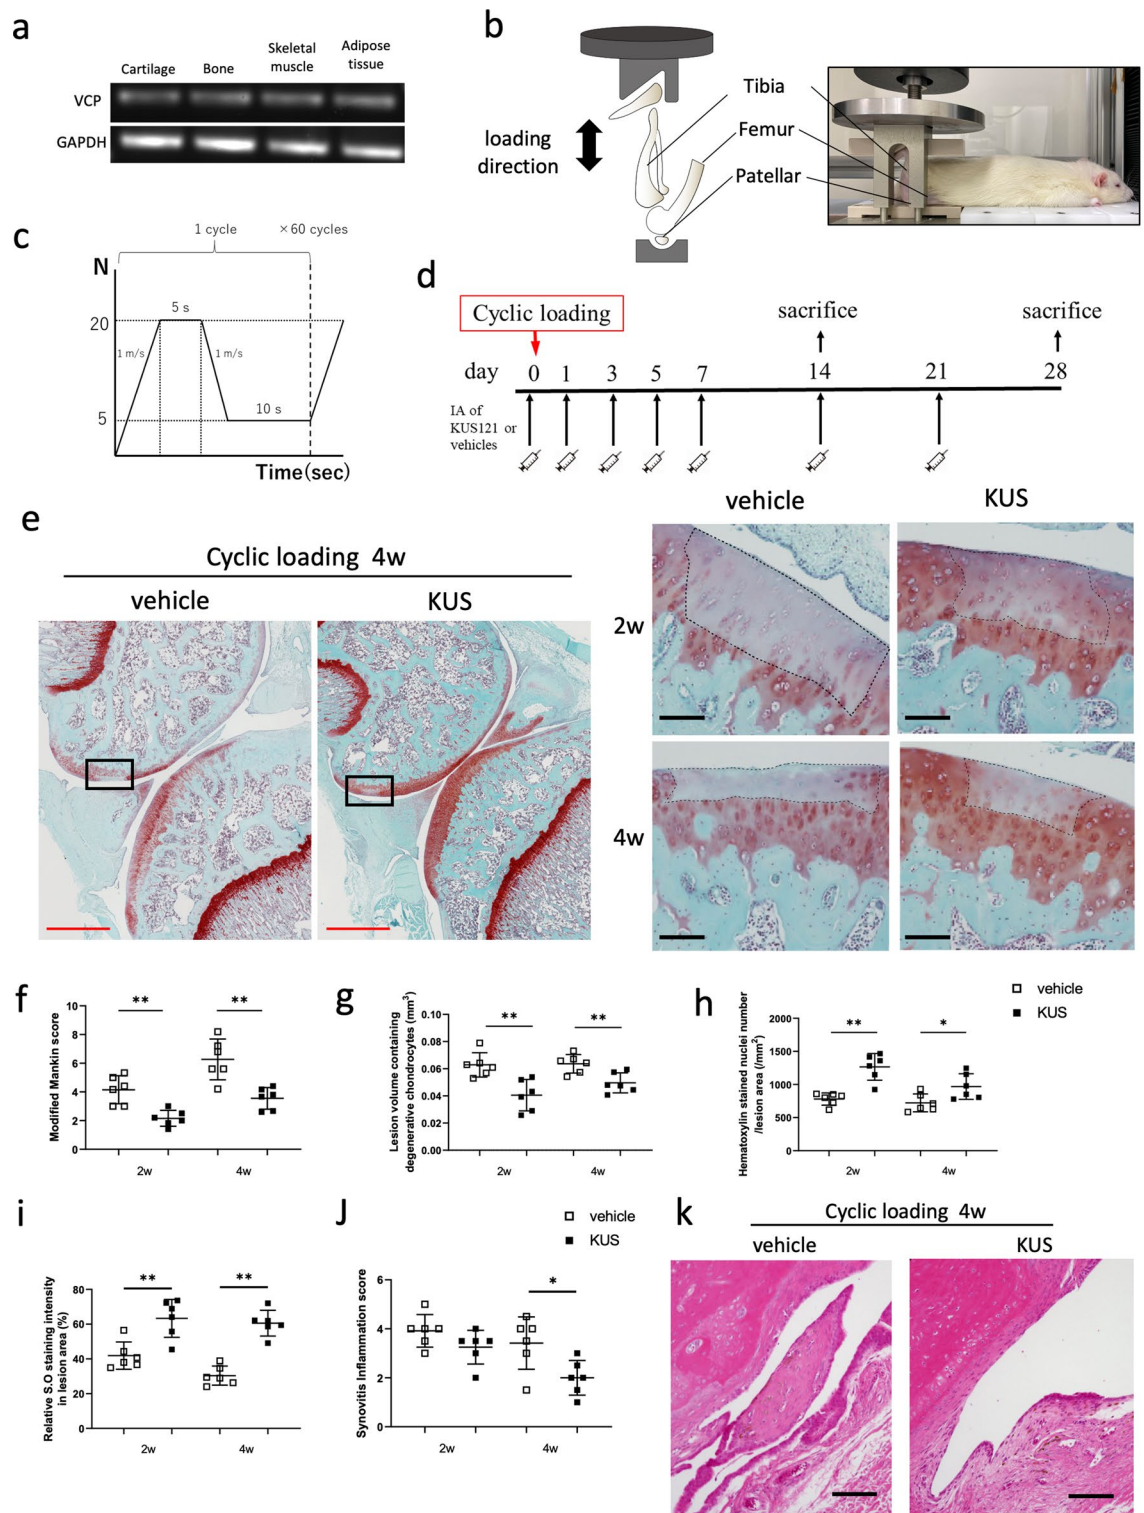 a
Cartilage
Bone
Skeletal
muscle
Adipose
tissue
VCP
GAPDH
b
loading
direction
Tibia
Femur
Patellar
c
1 cycle
×60 cycles
N
5 s
20
1 m/s
1 m/s
10 s
5
Time(sec)
d
Cyclic loading
sacrifice
sacrifice
day
0
1
3
5
7
14
21
28
IA of
KUS121 or
vehicles
e
Cyclic loading 4w
vehicle
KUS
vehicle
KUS
2w
4w
f
Modified Mankin score
10
8
6
4
2
0
**
**
2w
4w
g
Lesion volume containing
degenerative chondrocytes (mm³)
0.10
0.08
0.06
0.04
0.02
0.00
**
**
2w
4w
h
vehicle
KUS
Hematoxylin stained nuclei number
/lesion area (/mm²)
2000
1500
1000
500
0
**
*
2w
4w
i
Relative S.O staining intensity
in lesion area (%)
80
60
40
20
0
**
**
2w
4w
J
vehicle
KUS
Synovitis Inflammation score
6
4
2
0
*
2w
4w
k
Cyclic loading 4w
vehicle
KUS